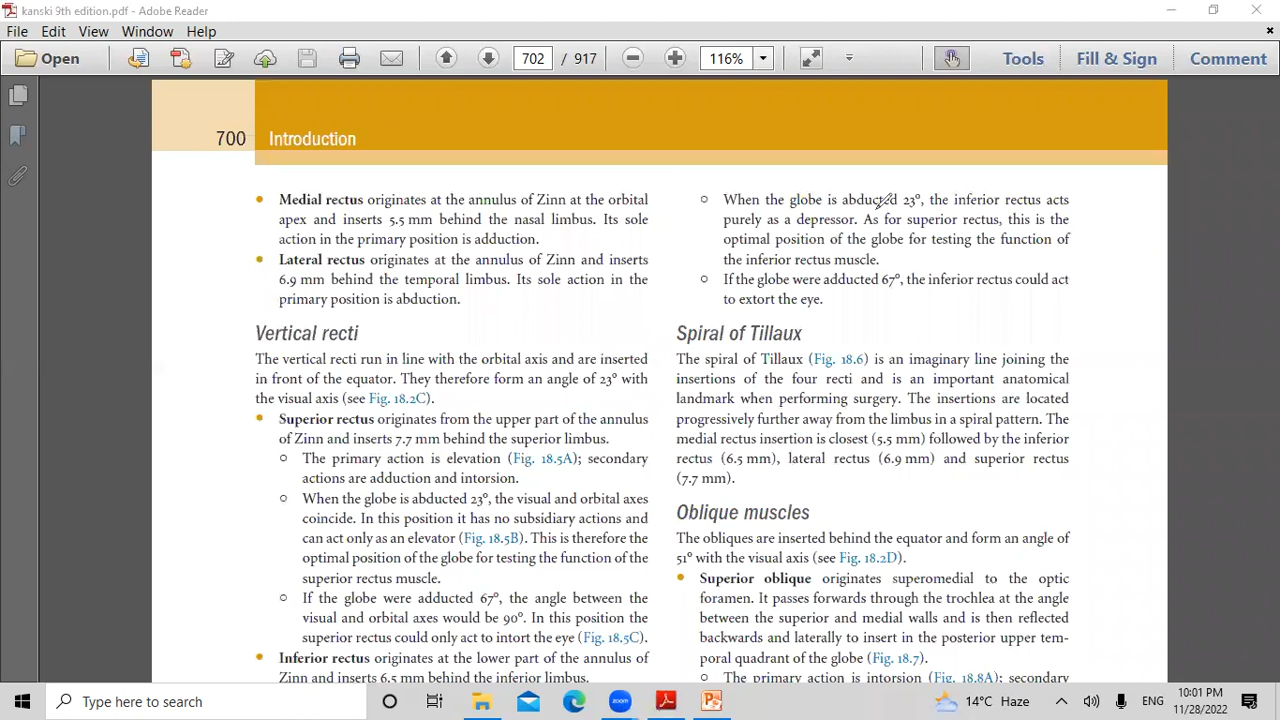 kanski 9th edition.pdf - Adobe Reader
File Edit View Window Help
Open 702 / 917 116% Tools Fill & Sign Comment
700 Introduction
• Medial rectus originates at the annulus of Zinn at the orbital
apex and inserts 5.5 mm behind the nasal limbus. Its sole
action in the primary position is adduction.
• Lateral rectus originates at the annulus of Zinn and inserts
6.9 mm behind the temporal limbus. Its sole action in the
primary position is abduction.
Vertical recti
The vertical recti run in line with the orbital axis and are inserted
in front of the equator. They therefore form an angle of 23° with
the visual axis (see Fig. 18.2C).
• Superior rectus originates from the upper part of the annulus
of Zinn and inserts 7.7 mm behind the superior limbus.
○ The primary action is elevation (Fig. 18.5A); secondary
actions are adduction and intorsion.
○ When the globe is abducted 23°, the visual and orbital axes
coincide. In this position it has no subsidiary actions and
can act only as an elevator (Fig. 18.5B). This is therefore the
optimal position of the globe for testing the function of the
superior rectus muscle.
○ If the globe were adducted 67°, the angle between the
visual and orbital axes would be 90°. In this position the
superior rectus could only act to intort the eye (Fig. 18.5C).
• Inferior rectus originates at the lower part of the annulus of
Zinn and inserts 6.5 mm behind the inferior limbus.
○ When the globe is abducted 23°, the inferior rectus acts
purely as a depressor. As for superior rectus, this is the
optimal position of the globe for testing the function of
the inferior rectus muscle.
○ If the globe were adducted 67°, the inferior rectus could act
to extort the eye.
Spiral of Tillaux
The spiral of Tillaux (Fig. 18.6) is an imaginary line joining the
insertions of the four recti and is an important anatomical
landmark when performing surgery. The insertions are located
progressively further away from the limbus in a spiral pattern. The
medial rectus insertion is closest (5.5 mm) followed by the inferior
rectus (6.5 mm), lateral rectus (6.9 mm) and superior rectus
(7.7 mm).
Oblique muscles
The obliques are inserted behind the equator and form an angle of
51° with the visual axis (see Fig. 18.2D).
• Superior oblique originates superomedial to the optic
foramen. It passes forwards through the trochlea at the angle
between the superior and medial walls and is then reflected
backwards and laterally to insert in the posterior upper tem-
poral quadrant of the globe (Fig. 18.7).
○ The primary action is intorsion (Fig. 18.8A); secondary
Type here to search
zoom
14°C Haze ENG 10:01 PM
11/28/2022